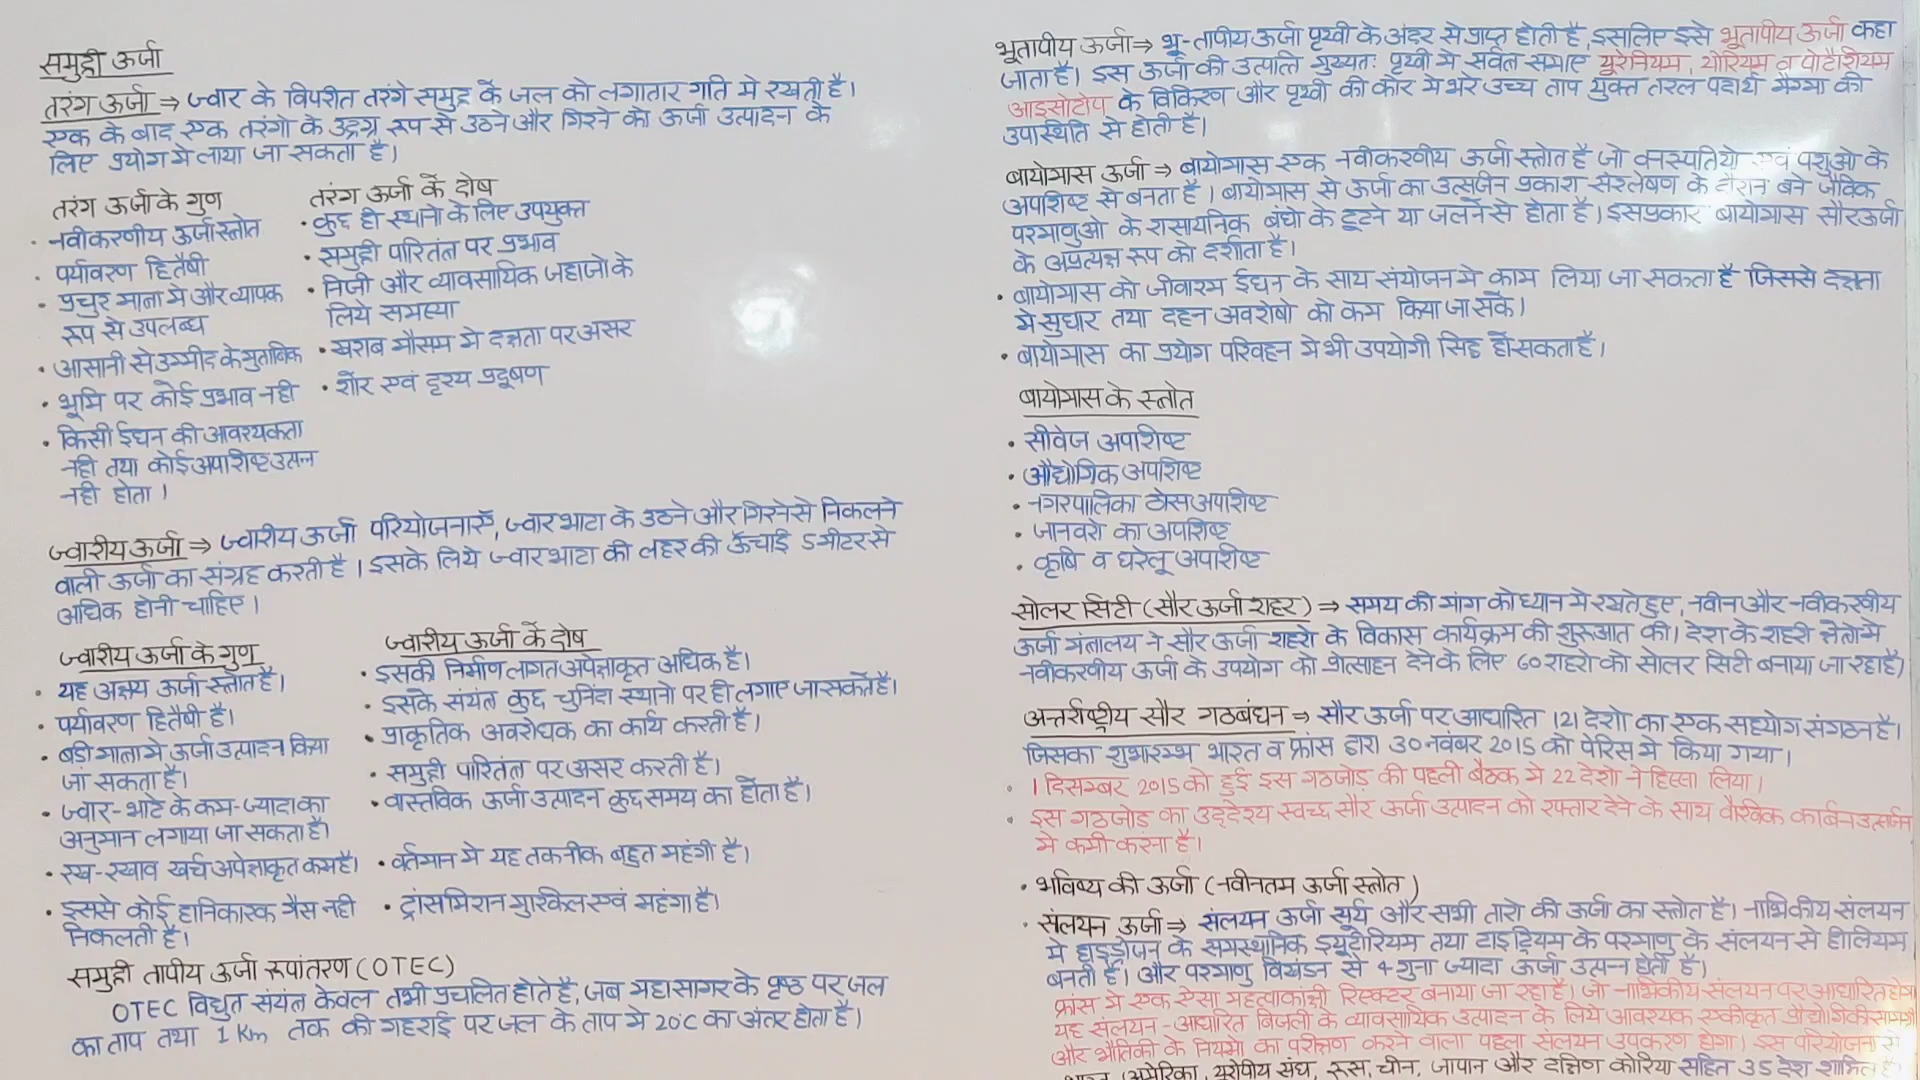 समुद्री ऊर्जा
तरंग ऊर्जा ⇒ ज्वार के विपरीत तरंगे समुद्र के जल को लगातार गति मे रखती है।
एक के बाद एक तरंगो के उद्वग्र रूप से उठने और गिरने को ऊर्जा उत्पादन के
लिए प्रयोग मे लाया जा सकता है।
तरंग ऊर्जा के गुण
· नवीकरणीय ऊर्जा स्त्रोत
· पर्यावरण हितैषी
· प्रचुर मात्रा मे और व्यापक
रूप से उपलब्ध
· आसानी से उम्मीद के मुताबिक
· भूमि पर कोई प्रभाव नही
· किसी ईंधन की आवश्यकता
नही तथा कोई अपशिष्ट उत्पन्न
नही होता।
तरंग ऊर्जा के दोष
· कुछ ही स्थानो के लिए उपयुक्त
· समुद्री पारितंत्र पर प्रभाव
· निजी और व्यावसायिक जहाजो के
लिये समस्या
· खराब मौसम मे दक्षता पर असर
· शोर एवं दृश्य प्रदूषण
ज्वारीय ऊर्जा ⇒ ज्वारीय ऊर्जा परियोजनाएँ, ज्वार भाटा के उठने और गिरने से निकलने
वाली ऊर्जा का संग्रह करती है। इसके लिये ज्वार भाटा की लहर की ऊँचाई 5 मीटर से
अधिक होनी चाहिए।
ज्वारीय ऊर्जा के गुण
· यह अक्षय ऊर्जा स्त्रोत है।
· पर्यावरण हितैषी है।
· बडी मात्रा मे ऊर्जा उत्पादन किया
जा सकता है।
· ज्वार-भाटे के कम-ज्यादा का
अनुमान लगाया जा सकता है।
· रख-रखाव खर्च अपेक्षाकृत कम है।
· इससे कोई हानिकारक गैस नही
निकलती है।
ज्वारीय ऊर्जा के दोष
· इसकी निर्माण लागत अपेक्षाकृत अधिक है।
· इसके संयंत्र कुछ चुनिंदा स्थानो पर ही लगाए जा सकते है।
· प्राकृतिक अवरोधक का कार्य करती है।
· समुद्री पारितंत्र पर असर करती है।
· वास्तविक ऊर्जा उत्पादन कुछ समय का होता है।
· वर्तमान मे यह तकनीक बहुत महंगी है।
· ट्रांसमिशन मुश्किल एवं महंगा है।
समुद्री तापीय ऊर्जा रूपांतरण (OTEC)
OTEC विद्युत संयंत्र केवल तभी प्रचलित होते है, जब महासागर के पृष्ठ पर जल
का ताप तथा 1 Km तक की गहराई पर जल के ताप मे 20°C का अंतर होता है।
भूतापीय ऊर्जा ⇒ भू-तापीय ऊर्जा पृथ्वी के अंदर से प्राप्त होती है, इसलिए इसे भूतापीय ऊर्जा कहा
जाता है। इस ऊर्जा की उत्पत्ति मुख्यतः पृथ्वी मे सर्वत्र समाए यूरेनियम, थोरियम व पोटैशियम
आइसोटोप के विकिरण और पृथ्वी की कोर मे भरे उच्च ताप युक्त तरल पदार्थ मैग्मा की
उपस्थिति से होती है।
बायोमास ऊर्जा ⇒ बायोमास एक नवीकरणीय ऊर्जा स्त्रोत है जो वनस्पतियो एवं पशुओ के
अपशिष्ट से बनता है। बायोमास से ऊर्जा का उत्सर्जन प्रकाश संश्लेषण के दौरान बने जैविक
परमाणुओ के रासायनिक बंधो के टूटने या जलने से होता है। इस प्रकार बायोमास सौर ऊर्जा
के अप्रत्यक्ष रूप को दर्शाता है।
· बायोमास को जीवाश्म ईंधन के साथ संयोजन मे काम लिया जा सकता है जिससे दक्षता
मे सुधार तथा दहन अवशेषो को कम किया जा सके।
· बायोमास का प्रयोग परिवहन मे भी उपयोगी सिद्ध हो सकता है।
बायोमास के स्त्रोत
· सीवेज अपशिष्ट
· औद्योगिक अपशिष्ट
· नगरपालिका ठोस अपशिष्ट
· जानवरो का अपशिष्ट
· कृषि व घरेलू अपशिष्ट
सोलर सिटी (सौर ऊर्जा शहर) ⇒ समय की मांग को ध्यान मे रखते हुए, नवीन और नवीकरणीय
ऊर्जा मंत्रालय ने सौर ऊर्जा शहरो के विकास कार्यक्रम की शुरूआत की। देश के शहरी क्षेत्रो मे
नवीकरणीय ऊर्जा के उपयोग को प्रोत्साहन देने के लिए 60 शहरो को सोलर सिटी बनाया जा रहा है)
अन्तर्राष्ट्रीय सौर गठबंधन ⇒ सौर ऊर्जा पर आधारित 121 देशो का एक सहयोग संगठन है।
जिसका शुभारम्भ भारत व फ्रांस द्वारा 30 नवंबर 2015 को पेरिस मे किया गया।
· 1 दिसम्बर 2015 को हुई इस गठजोड़ की पहली बैठक मे 22 देशो ने हिस्सा लिया।
· इस गठजोड़ का उद्देश्य स्वच्छ सौर ऊर्जा उत्पादन को रफ्तार देने के साथ वैश्विक कार्बन उत्सर्जन
मे कमी करना है।
· भविष्य की ऊर्जा (नवीनतम ऊर्जा स्त्रोत)
· संलयन ऊर्जा ⇒ संलयन ऊर्जा सूर्य और सभी तारो की ऊर्जा का स्त्रोत है। नाभिकीय संलयन
मे हाइड्रोजन के समस्थानिक ड्यूटीरियम तथा टाइट्रियम के परमाणु के संलयन से हीलियम
बनती है। और परमाणु विखंडन से 4 गुना ज्यादा ऊर्जा उत्पन्न होती है।
फ्रांस मे एक ऐसा महत्वाकांक्षी रिएक्टर बनाया जा रहा है। जो नाभिकीय संलयन पर आधारित होगा
यह संलयन-आधारित बिजली के व्यावसायिक उत्पादन के लिये आवश्यक एकीकृत प्रौद्योगिकी सामग्री
और भौतिकी के नियमो का परीक्षण करने वाला पहला संलयन उपकरण होगा। इस परियोजना
भारत, अमेरिका, यूरोपीय संघ, रूस, चीन, जापान और दक्षिण कोरिया सहित 35 देश शामिल है